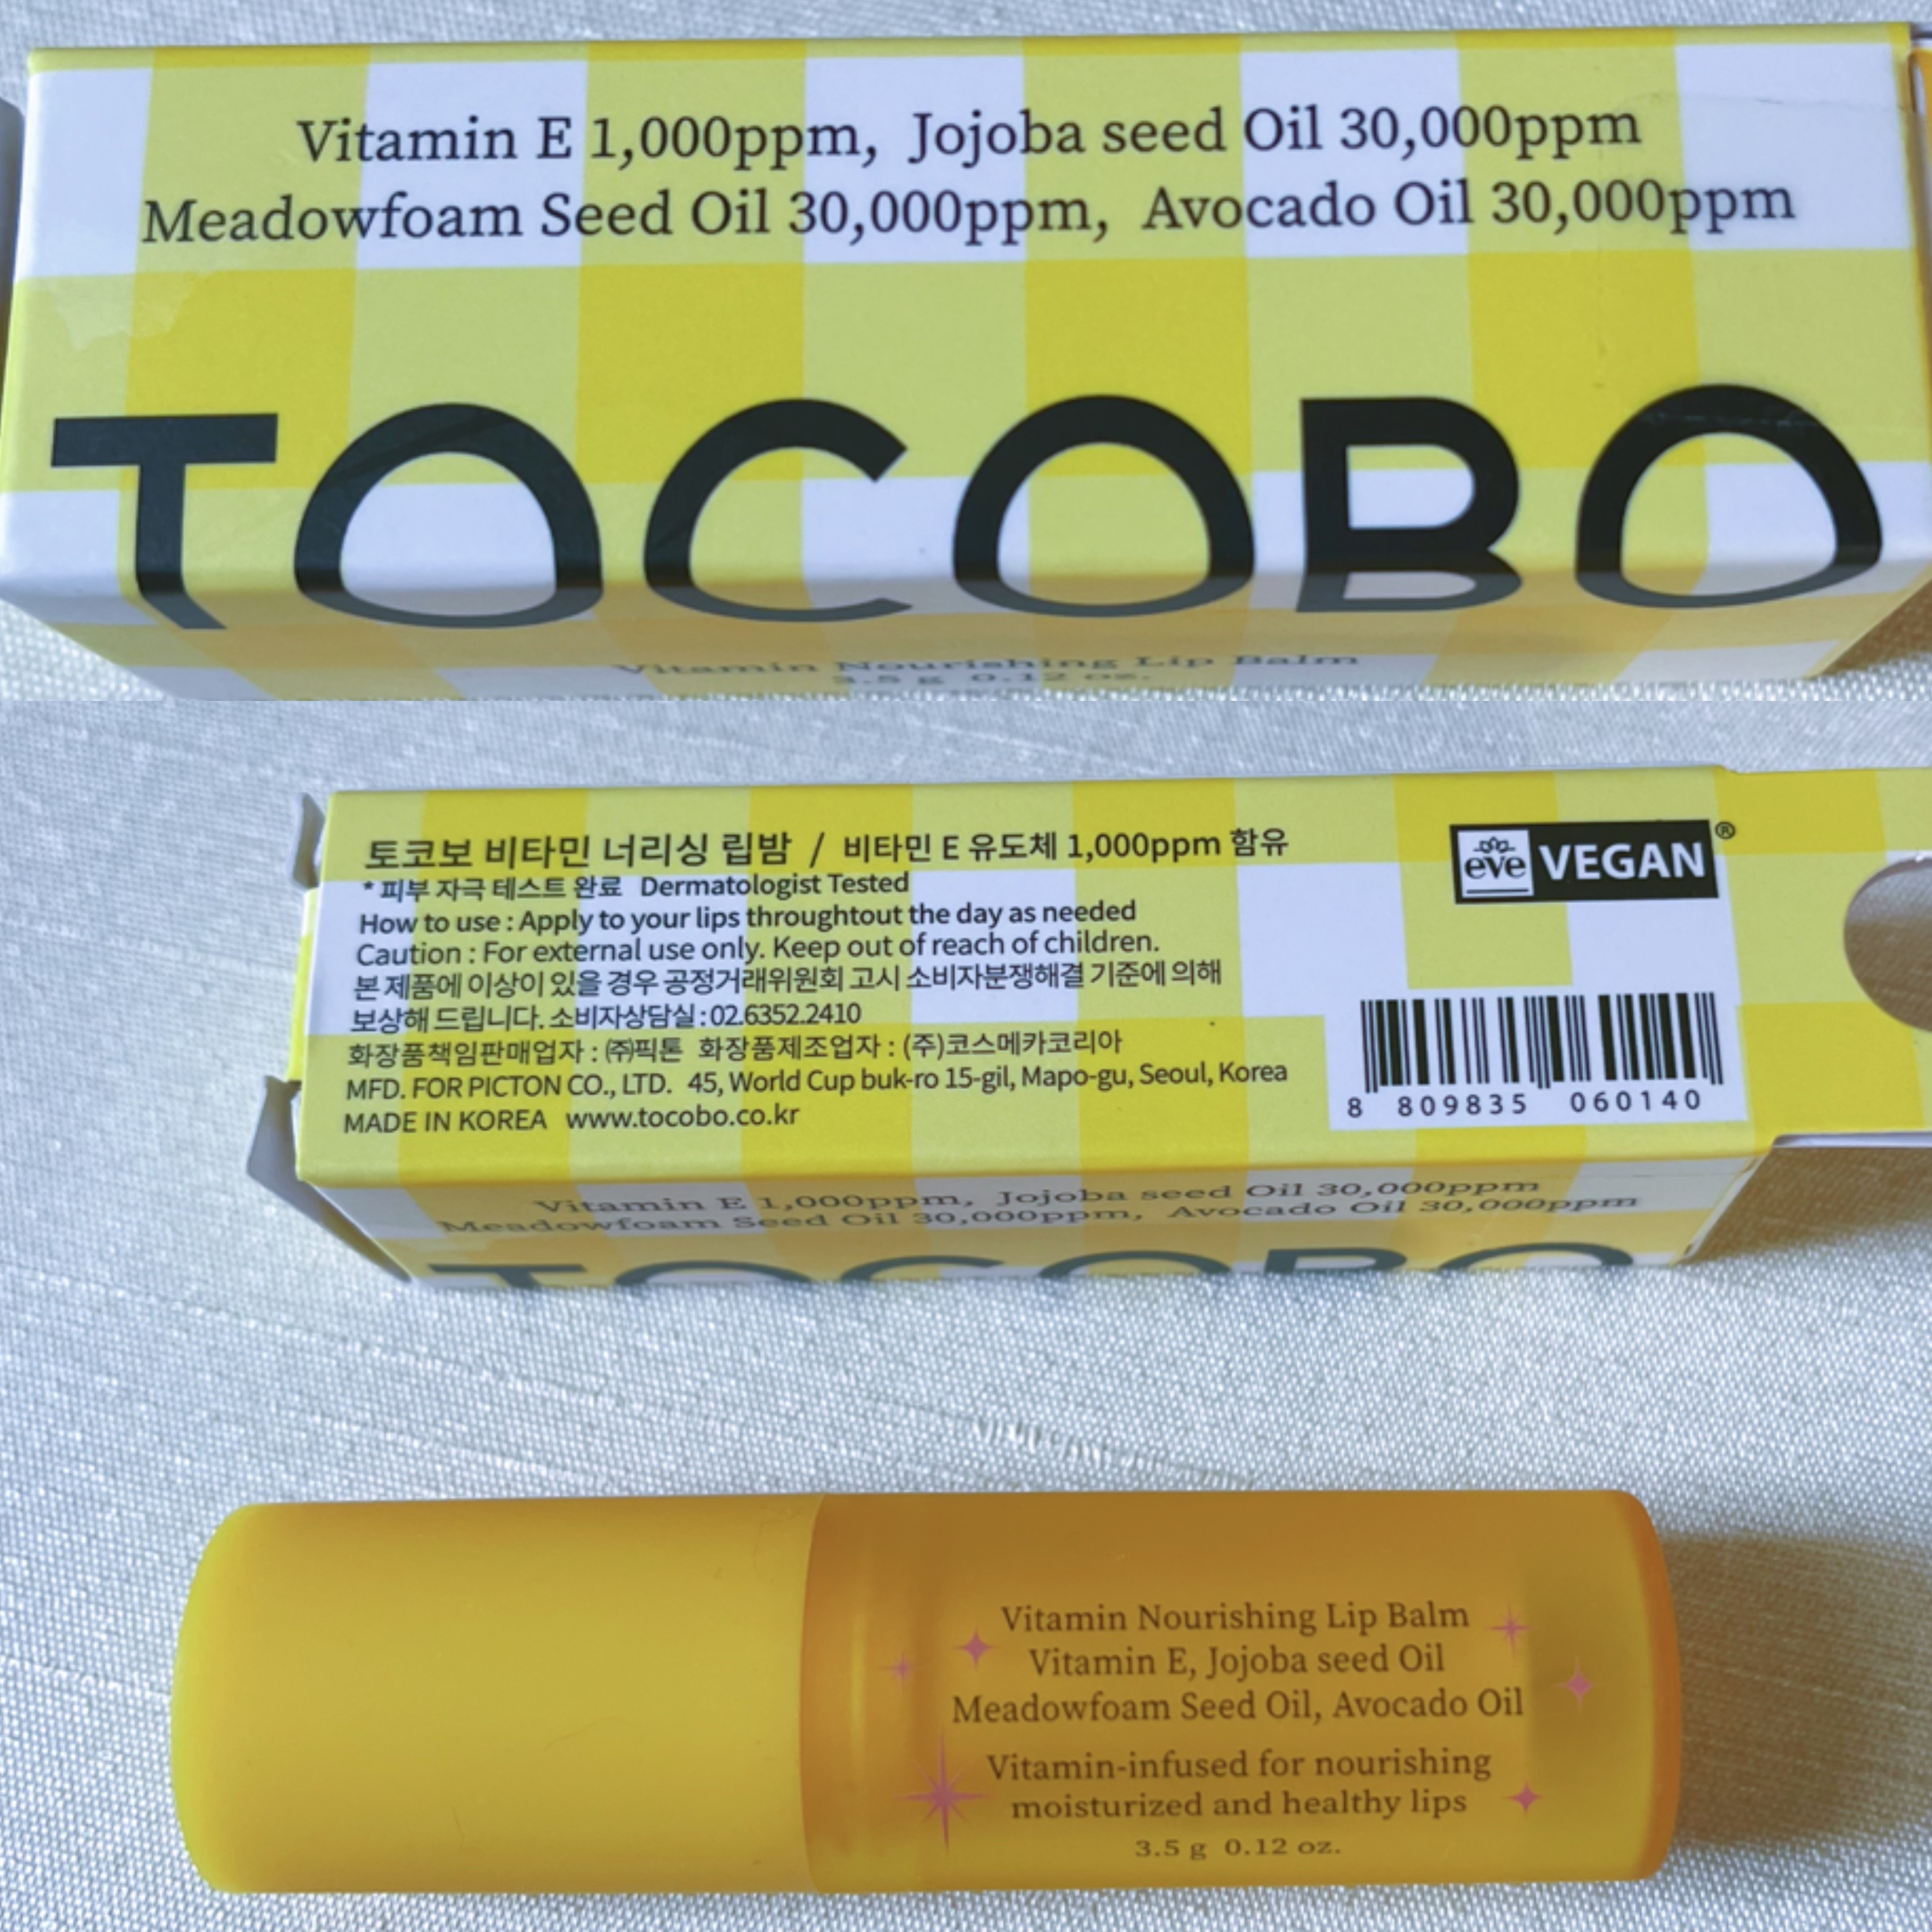 Vitamin E 1,000ppm, Jojoba seed Oil 30,000ppm
Meadowfoam Seed Oil 30,000ppm, Avocado Oil 30,000ppm
TOCOBO
Vitamin Nourishing Lip Balm
3.5 g 0.12 oz.
토코보 비타민 너리싱 립밤 / 비타민 E 유도체 1,000ppm 함유
* 피부 자극 테스트 완료 Dermatologist Tested
How to use : Apply to your lips throughtout the day as needed
Caution : For external use only. Keep out of reach of children.
본 제품에 이상이 있을 경우 공정거래위원회 고시 소비자분쟁해결 기준에 의해
보상해 드립니다. 소비자상담실 : 02.6352.2410
화장품책임판매업자 : ㈜픽톤 화장품제조업자 : (주)코스메카코리아
MFD. FOR PICTON CO., LTD. 45, World Cup buk-ro 15-gil, Mapo-gu, Seoul, Korea
MADE IN KOREA www.tocobo.co.kr
eve VEGAN®
8 809835 060140
Vitamin E 1,000ppm, Jojoba seed Oil 30,000ppm
Meadowfoam Seed Oil 30,000ppm, Avocado Oil 30,000ppm
TOCOBO
Vitamin Nourishing Lip Balm
Vitamin E, Jojoba seed Oil
Meadowfoam Seed Oil, Avocado Oil
Vitamin-infused for nourishing
moisturized and healthy lips
3.5 g 0.12 oz.